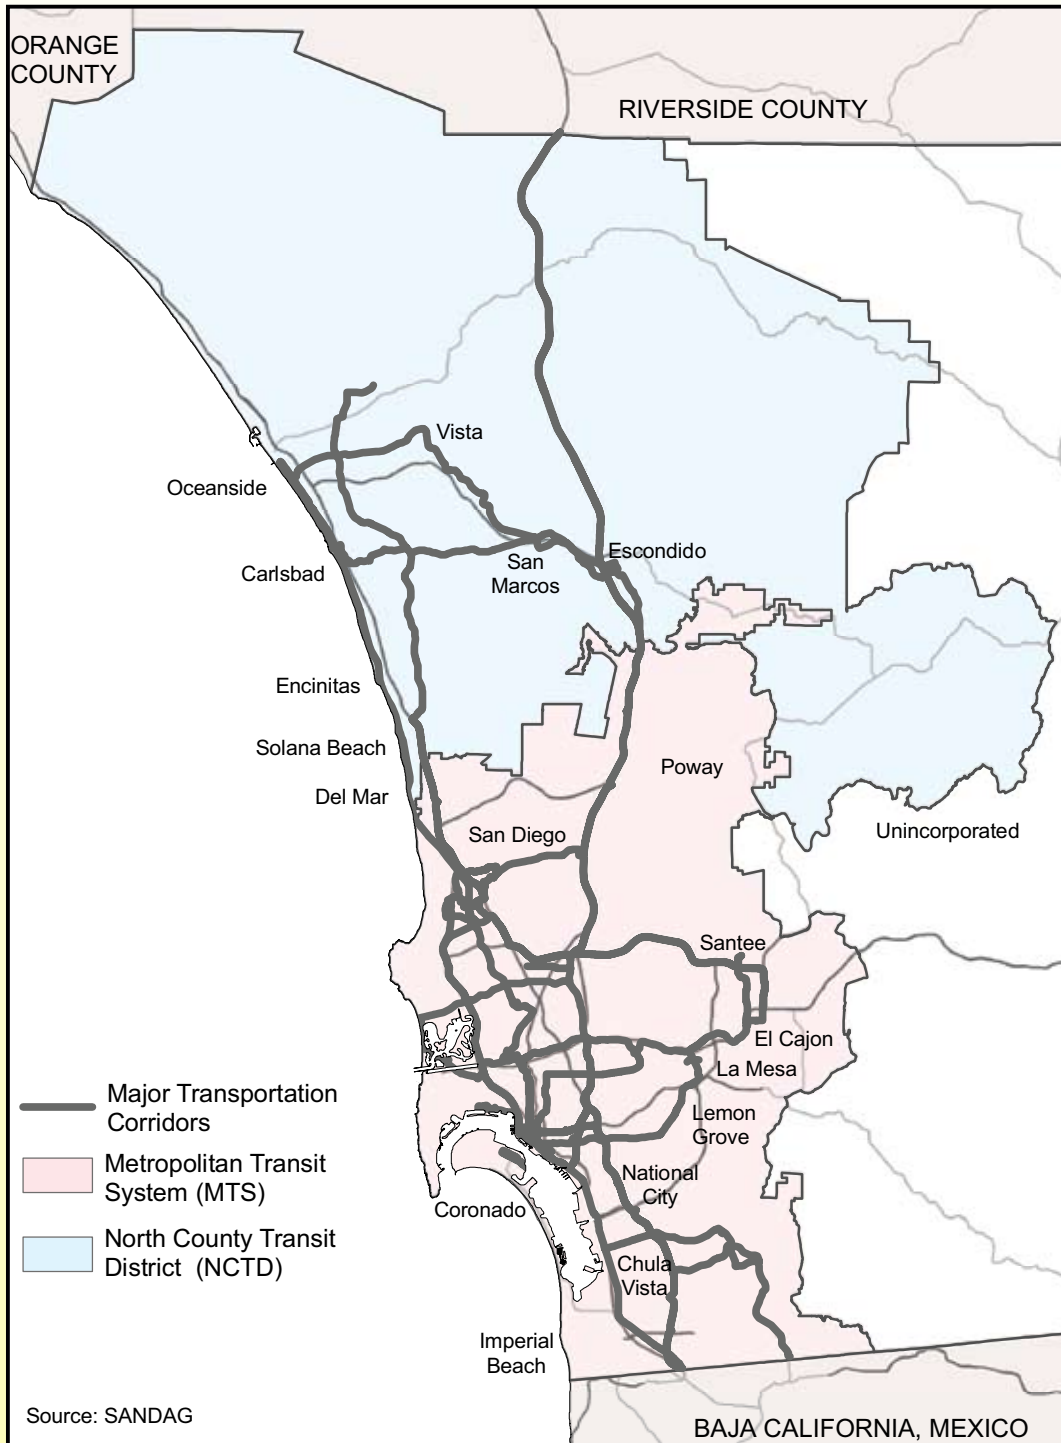 ORANGE
COUNTY
RIVERSIDE COUNTY
Vista
Oceanside
Escondido
San
Marcos
Carlsbad
Encinitas
Solana Beach
Poway
Del Mar
Unincorporated
San Diego
Santee
El Cajon
La Mesa
Major Transportation
Corridors
Lemon
Grove
Metropolitan Transit
System (MTS)
National
City
Coronado
North County Transit
District (NCTD)
Chula
Vista
Imperial
Beach
Source: SANDAG
BAJA CALIFORNIA, MEXICO